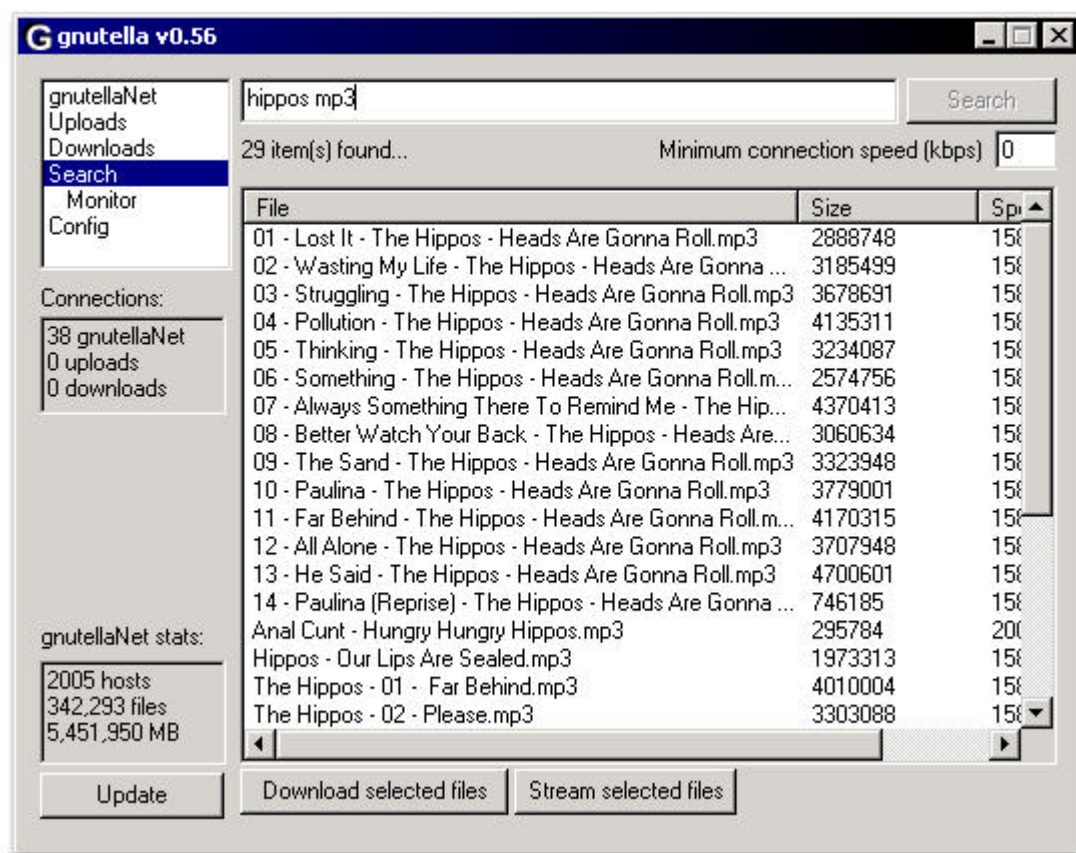 gnutella v0.56
gnutellaNet
Uploads
Downloads
Search
Monitor
Config
Connections:
38 gnutellaNet
0 uploads
0 downloads
gnutellaNet stats:
2005 hosts
342,293 files
5,451,950 MB
Update
hippos mp3
Search
29 item(s) found...
Minimum connection speed (kbps) 0
File Size
01 - Lost It - The Hippos - Heads Are Gonna Roll.mp3 2888748
02 - Wasting My Life - The Hippos - Heads Are Gonna ... 3185499
03 - Struggling - The Hippos - Heads Are Gonna Roll.mp3 3678691
04 - Pollution - The Hippos - Heads Are Gonna Roll.mp3 4135311
05 - Thinking - The Hippos - Heads Are Gonna Roll.mp3 3234087
06 - Something - The Hippos - Heads Are Gonna Roll.m... 2574756
07 - Always Something There To Remind Me - The Hip... 4370413
08 - Better Watch Your Back - The Hippos - Heads Are... 3060634
09 - The Sand - The Hippos - Heads Are Gonna Roll.mp3 3323948
10 - Paulina - The Hippos - Heads Are Gonna Roll.mp3 3779001
11 - Far Behind - The Hippos - Heads Are Gonna Roll.m... 4170315
12 - All Alone - The Hippos - Heads Are Gonna Roll.mp3 3707948
13 - He Said - The Hippos - Heads Are Gonna Roll.mp3 4700601
14 - Paulina (Reprise) - The Hippos - Heads Are Gonna ... 746185
Anal Cunt - Hungry Hungry Hippos.mp3 295784
Hippos - Our Lips Are Sealed.mp3 1973313
The Hippos - 01 -  Far Behind.mp3 4010004
The Hippos - 02 - Please.mp3 3303088
Download selected files
Stream selected files